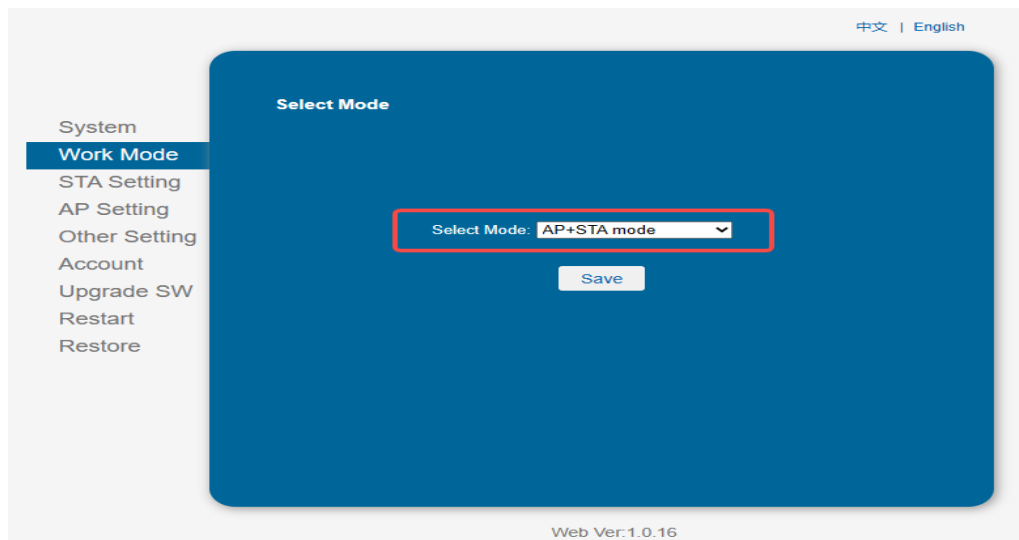 中文 | English
Select Mode
System
Work Mode
STA Setting
AP Setting
Other Setting
Account
Upgrade SW
Restart
Restore
Select Mode: AP+STA mode
Save
Web Ver:1.0.16